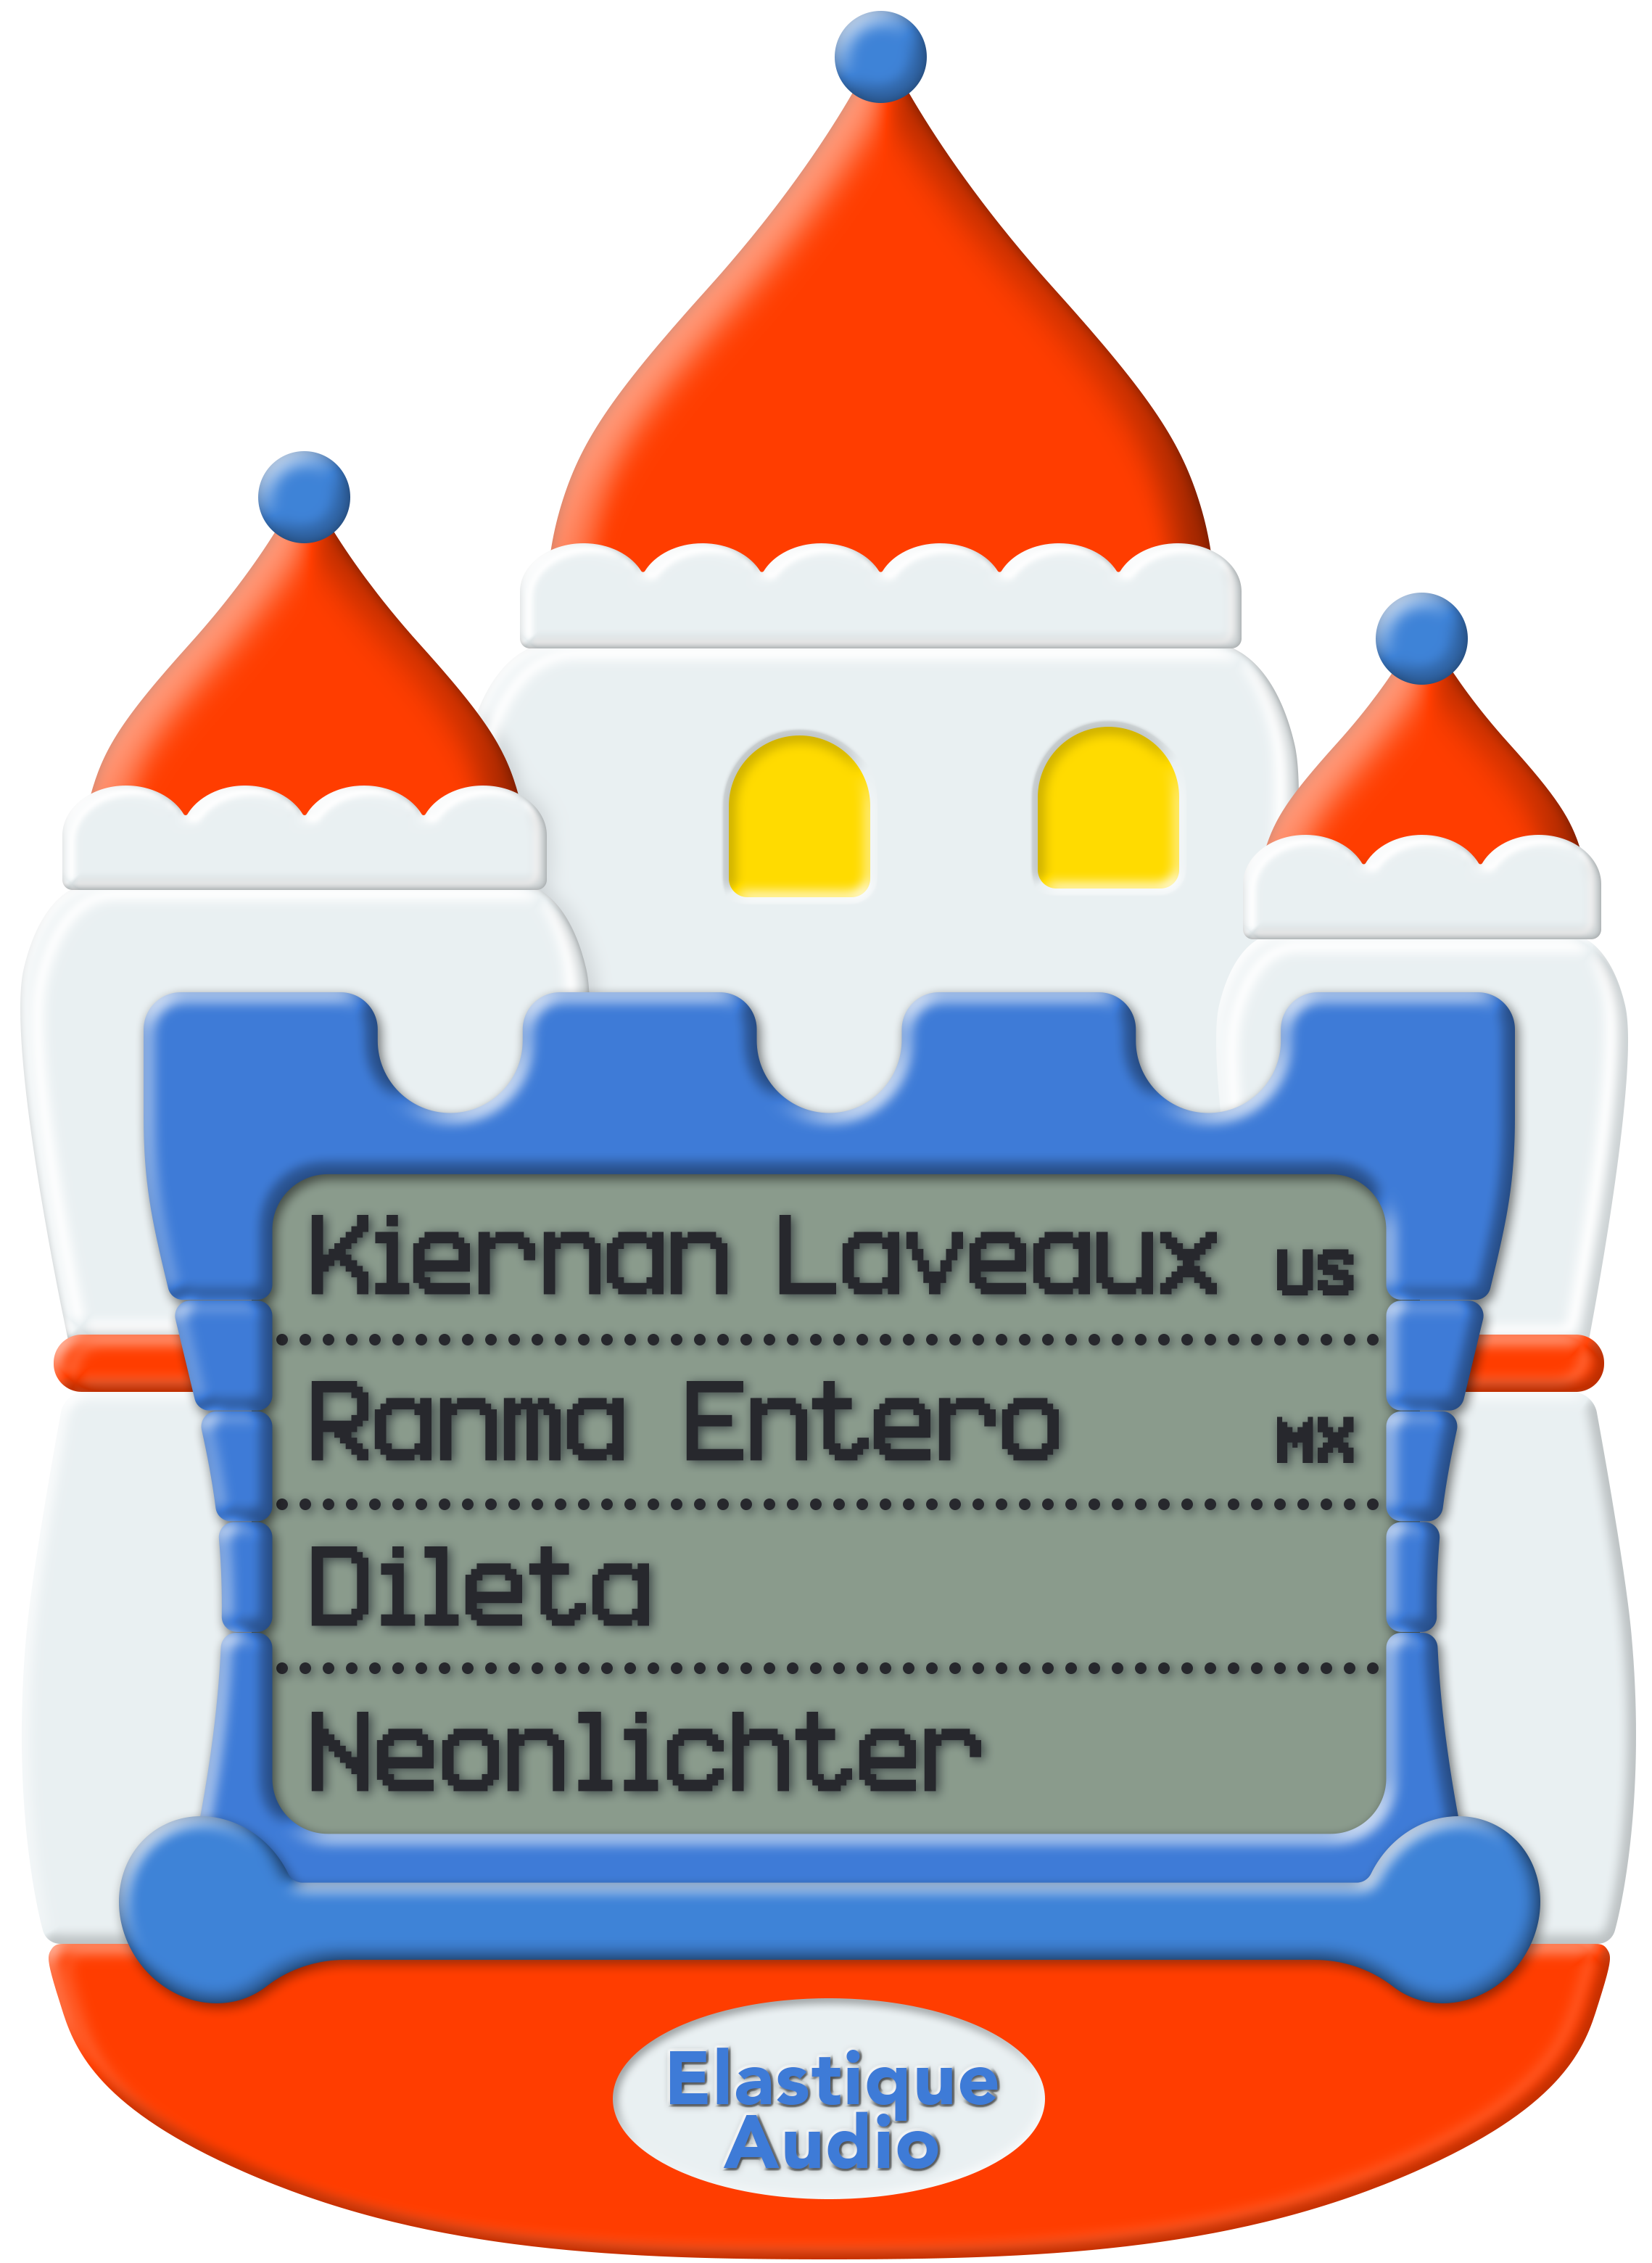 Kiernan Laveaux US
Ranma Entero MX
Dileta
Neonlichter
Elastique
Audio